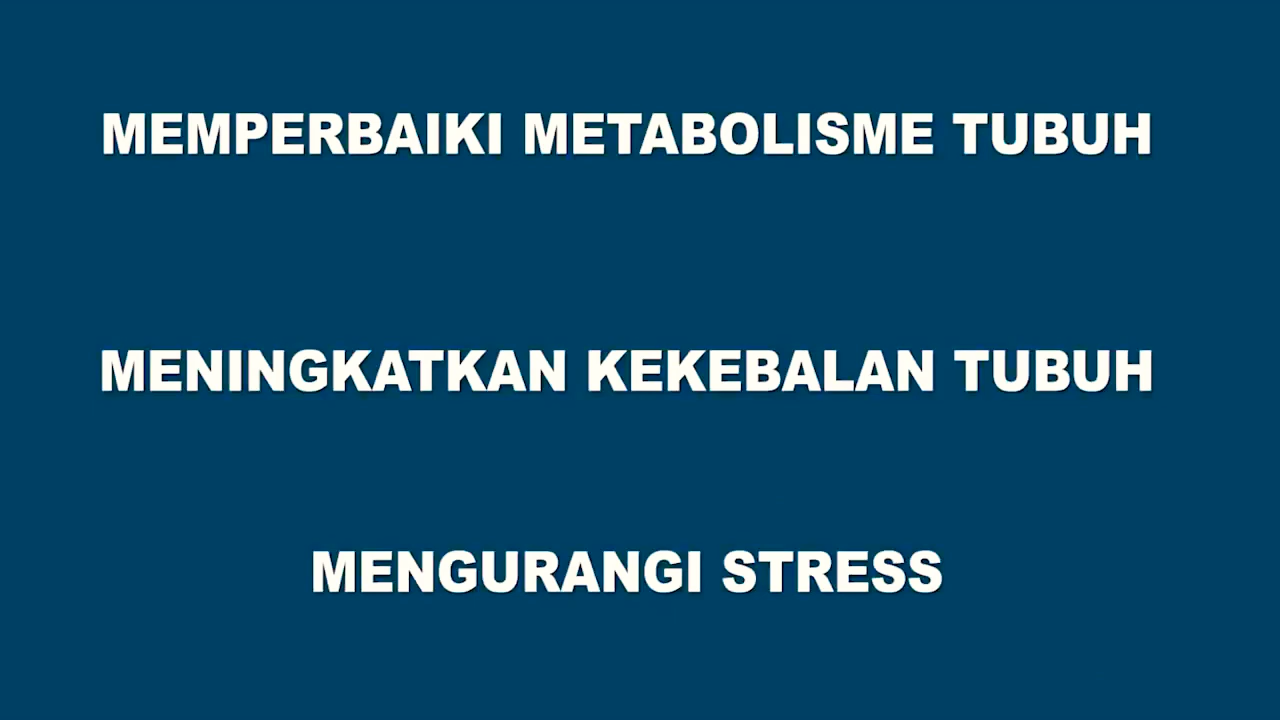 MEMPERBAIKI METABOLISME TUBUH
MENINGKATKAN KEKEBALAN TUBUH
MENGURANGI STRESS